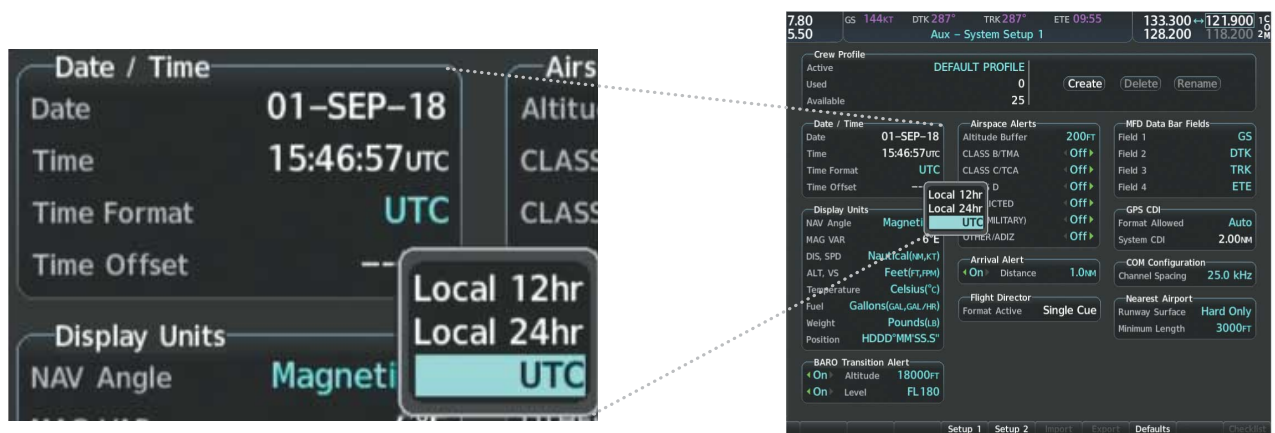 Date / Time
Airs
Date 01–SEP–18 Altitu
Time 15:46:57UTC CLASS
Time Format UTC CLASS
Time Offset ––
Local 12hr
Local 24hr
UTC
Display Units
NAV Angle Magneti
7.80 GS 144KT DTK 287° TRK 287° ETE 09:55 133.300 ↔ 121.900 1
5.50 Aux – System Setup 1 128.200 118.200 2
COM
Crew Profile
Active DEFAULT PROFILE
Used 0 Create Delete Rename
Available 25
Date / Time
Date 01–SEP–18
Time 15:46:57UTC
Time Format UTC
Time Offset ––
Local 12hr
Local 24hr
UTC
Display Units
NAV Angle Magneti
MAG VAR 6°E
DIS, SPD Nautical(NM,KT)
ALT, VS Feet(FT,FPM)
Temperature Celsius(°C)
Fuel Gallons(GAL,GAL/HR)
Weight Pounds(LB)
Position HDDD°MM'SS.S"
BARO Transition Alert
On Altitude 18000FT
On Level FL180
Airspace Alerts
Altitude Buffer 200FT
CLASS B/TMA Off
CLASS C/TCA Off
D Off
ICTED Off
MILITARY) Off
OTHER/ADIZ Off
Arrival Alert
On Distance 1.0NM
Flight Director
Format Active Single Cue
MFD Data Bar Fields
Field 1 GS
Field 2 DTK
Field 3 TRK
Field 4 ETE
GPS CDI
Format Allowed Auto
System CDI 2.00NM
COM Configuration
Channel Spacing 25.0 kHz
Nearest Airport
Runway Surface Hard Only
Minimum Length 3000FT
Setup 1 Setup 2 Import Export Defaults Checklist